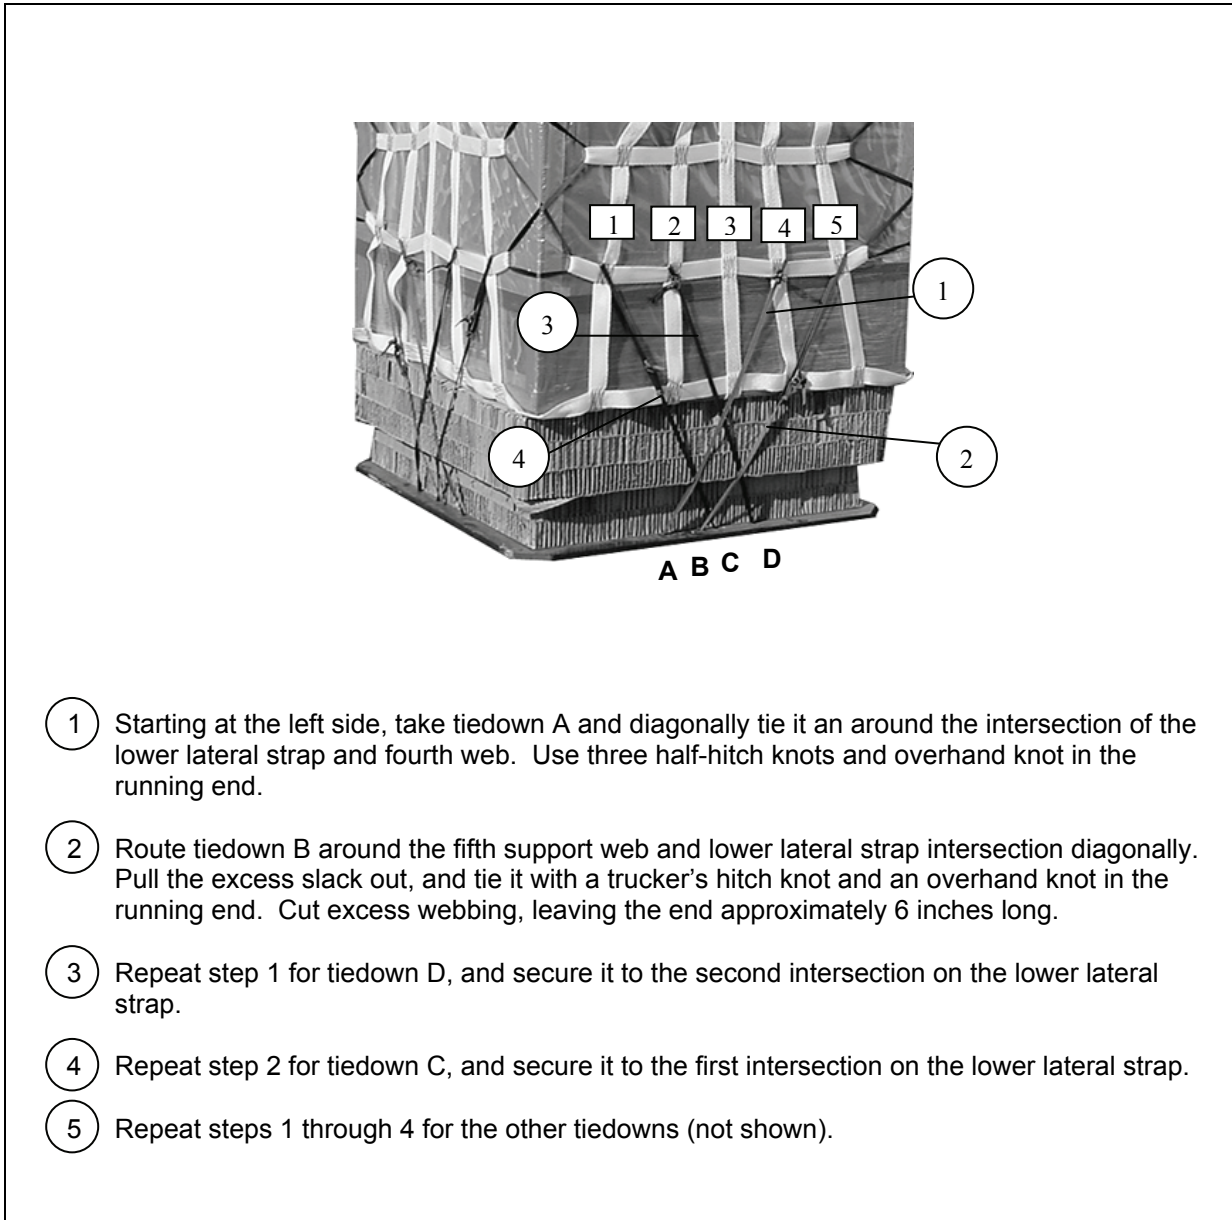 1 2 3 4 5
1
3
4
2
A B C D
1 Starting at the left side, take tiedown A and diagonally tie it an around the intersection of the
lower lateral strap and fourth web.  Use three half-hitch knots and overhand knot in the
running end.
2 Route tiedown B around the fifth support web and lower lateral strap intersection diagonally.
Pull the excess slack out, and tie it with a trucker’s hitch knot and an overhand knot in the
running end.  Cut excess webbing, leaving the end approximately 6 inches long.
3 Repeat step 1 for tiedown D, and secure it to the second intersection on the lower lateral
strap.
4 Repeat step 2 for tiedown C, and secure it to the first intersection on the lower lateral strap.
5 Repeat steps 1 through 4 for the other tiedowns (not shown).